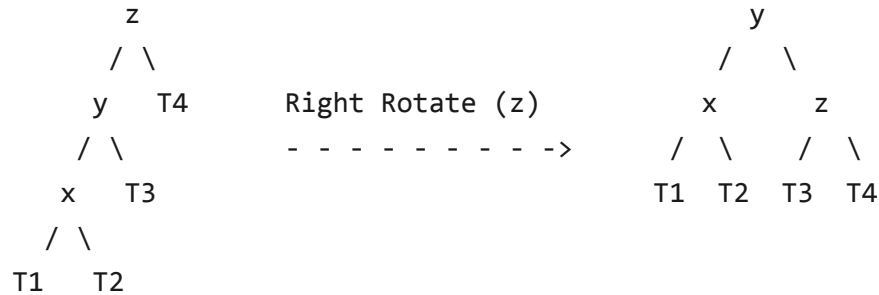 z                                      y
/ \                                   /   \
y   T4      Right Rotate (z)          x      z
/ \      - - - - - - - - ->      /  \    /  \
x   T3                               T1  T2  T3  T4
/ \
T1   T2